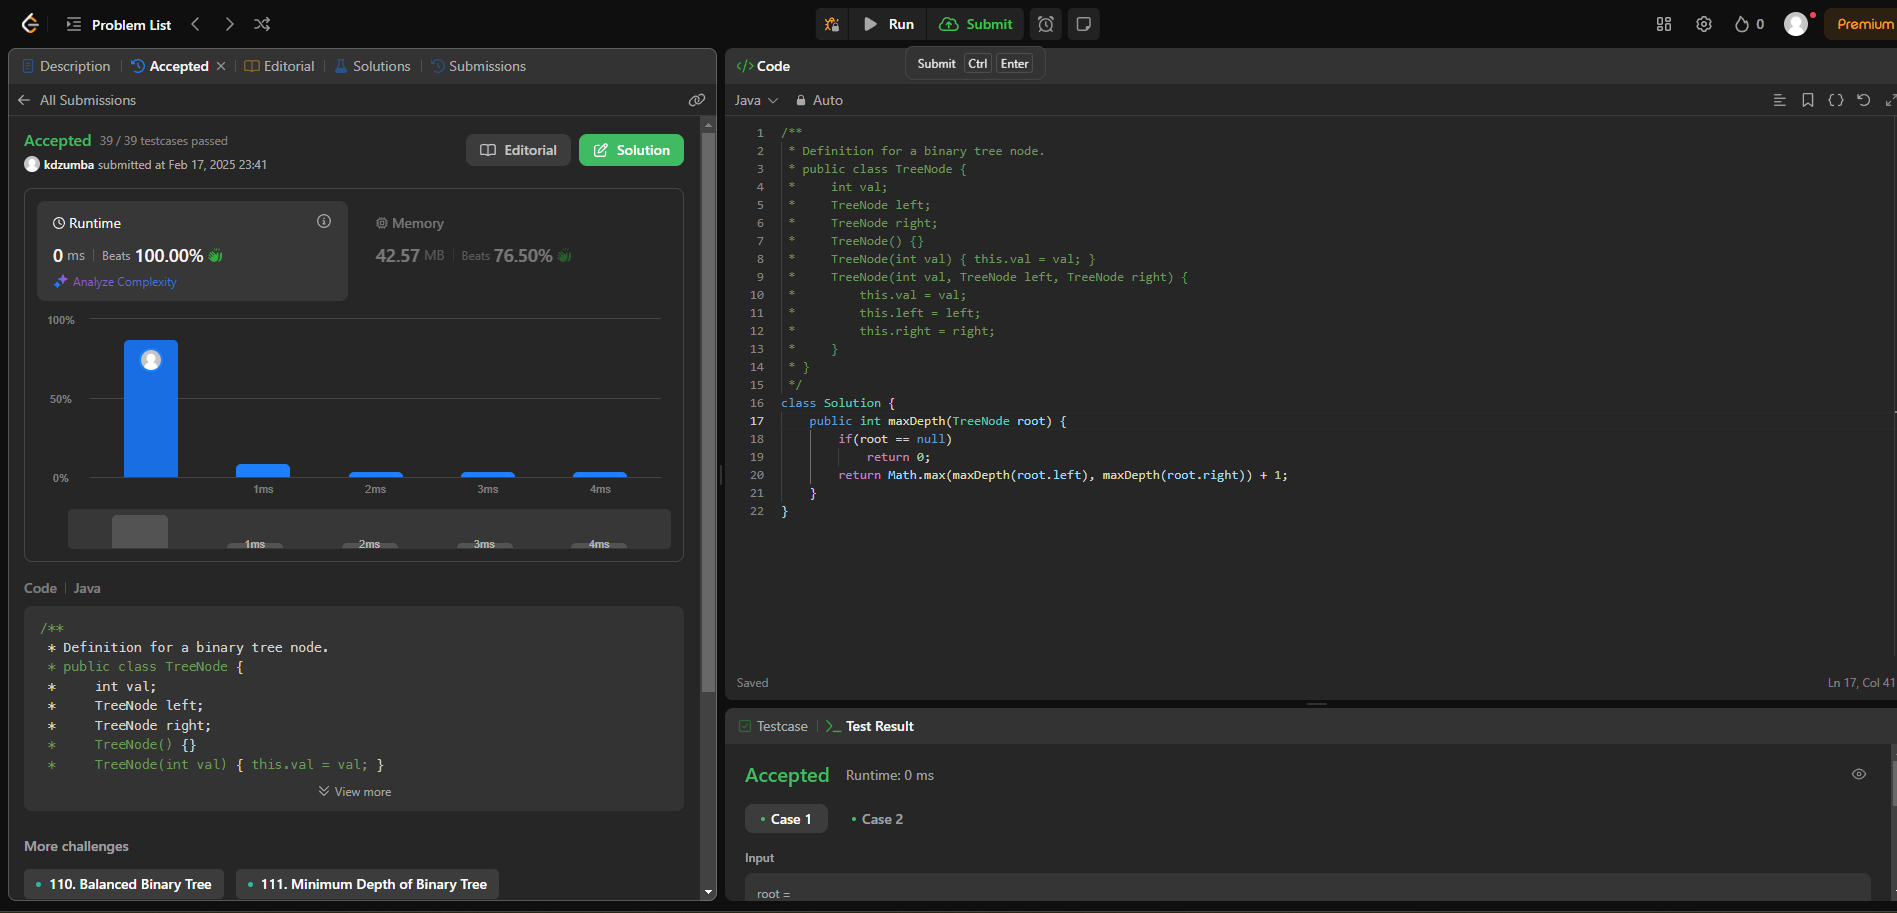 Problem List
Run
Submit
0
Premium
Description
Accepted
Editorial
Solutions
Submissions
All Submissions
Accepted 39 / 39 testcases passed
kdzumba submitted at Feb 17, 2025 23:41
Editorial
Solution
Runtime
0 ms Beats 100.00%
Analyze Complexity
Memory
42.57 MB Beats 76.50%
100%
50%
0%
1ms 2ms 3ms 4ms
1ms 2ms 3ms 4ms
Code Java
/**
* Definition for a binary tree node.
* public class TreeNode {
* int val;
* TreeNode left;
* TreeNode right;
* TreeNode() {}
* TreeNode(int val) { this.val = val; }
View more
More challenges
110. Balanced Binary Tree
111. Minimum Depth of Binary Tree
</> Code
Submit Ctrl Enter
Java Auto
1 /**
2 * Definition for a binary tree node.
3 * public class TreeNode {
4 * int val;
5 * TreeNode left;
6 * TreeNode right;
7 * TreeNode() {}
8 * TreeNode(int val) { this.val = val; }
9 * TreeNode(int val, TreeNode left, TreeNode right) {
10 * this.val = val;
11 * this.left = left;
12 * this.right = right;
13 * }
14 * }
15 */
16 class Solution {
17 public int maxDepth(TreeNode root) {
18 if(root == null)
19 return 0;
20 return Math.max(maxDepth(root.left), maxDepth(root.right)) + 1;
21 }
22 }
Saved
Ln 17, Col 41
Testcase
Test Result
Accepted Runtime: 0 ms
Case 1
Case 2
Input
root =